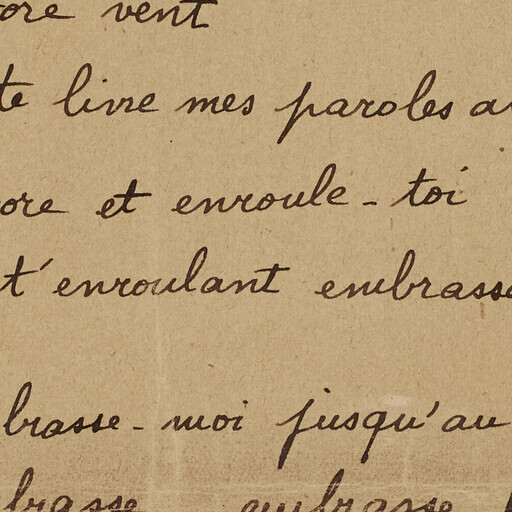 ore vent
te livre mes paroles a
ore et enroule - toi
t'enroulant embrasse
brasse - moi jusqu'au
brasse embrasse